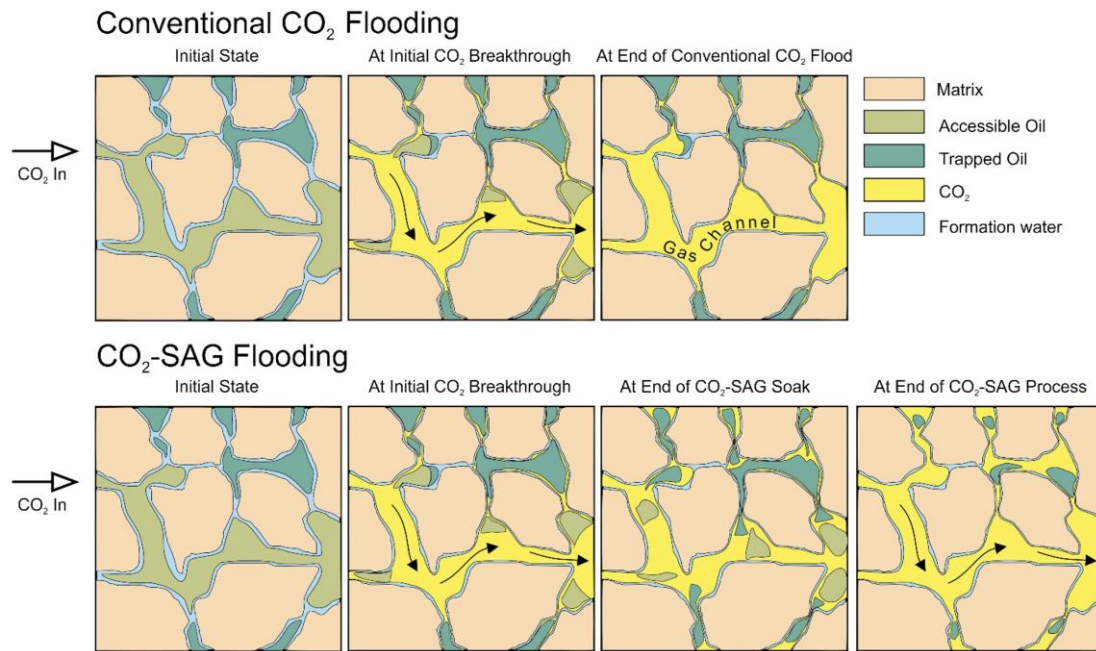 Conventional CO₂ Flooding
Initial State
At Initial CO₂ Breakthrough
At End of Conventional CO₂ Flood
CO₂ In
Gas Channel
Matrix
Accessible Oil
Trapped Oil
CO₂
Formation water
CO₂-SAG Flooding
Initial State
At Initial CO₂ Breakthrough
At End of CO₂-SAG Soak
At End of CO₂-SAG Process
CO₂ In